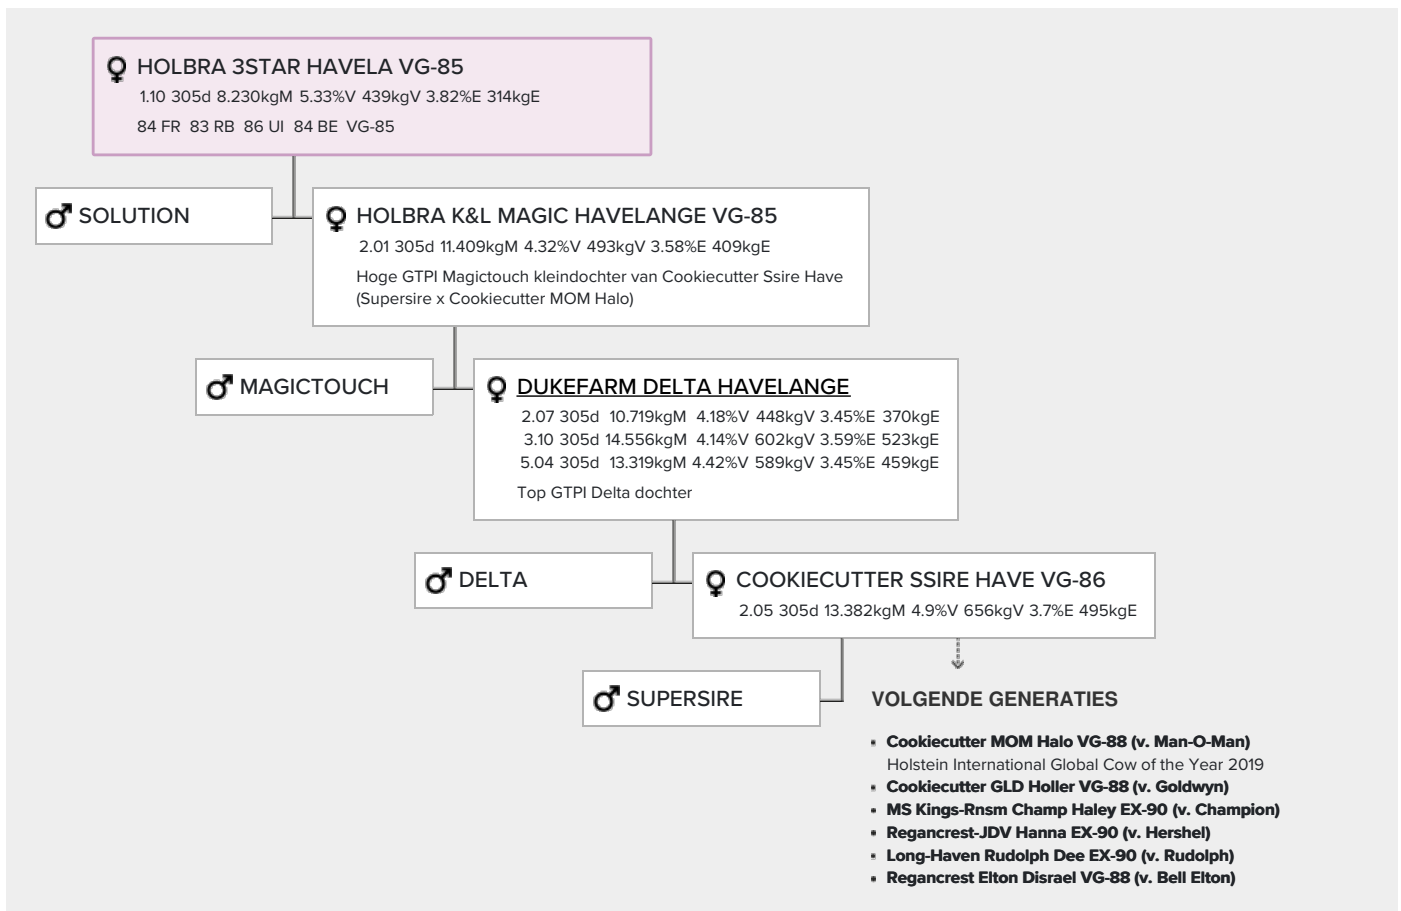 HOLBRA 3STAR HAVELA VG-85
1.10 305d 8.230kgM 5.33%V 439kgV 3.82%E 314kgE
84 FR 83 RB 86 UI 84 BE VG-85
SOLUTION
HOLBRA K&L MAGIC HAVELANGE VG-85
2.01 305d 11.409kgM 4.32%V 493kgV 3.58%E 409kgE
Hoge GTPI Magictouch kleindochter van Cookiecutter Ssire Have
(Supersire x Cookiecutter MOM Halo)
MAGICTOUCH
DUKEFARM DELTA HAVELANGE
2.07 305d 10.719kgM 4.18%V 448kgV 3.45%E 370kgE
3.10 305d 14.556kgM 4.14%V 602kgV 3.59%E 523kgE
5.04 305d 13.319kgM 4.42%V 589kgV 3.45%E 459kgE
Top GTPI Delta dochter
DELTA
COOKIECUTTER SSIRE HAVE VG-86
2.05 305d 13.382kgM 4.9%V 656kgV 3.7%E 495kgE
SUPERSIRE
VOLGENDE GENERATIES
Cookiecutter MOM Halo VG-88 (v. Man-O-Man)
Holstein International Global Cow of the Year 2019
Cookiecutter GLD Holler VG-88 (v. Goldwyn)
MS Kings-Rnsm Champ Haley EX-90 (v. Champion)
Regancrest-JDV Hanna EX-90 (v. Hershel)
Long-Haven Rudolph Dee EX-90 (v. Rudolph)
Regancrest Elton Disrael VG-88 (v. Bell Elton)